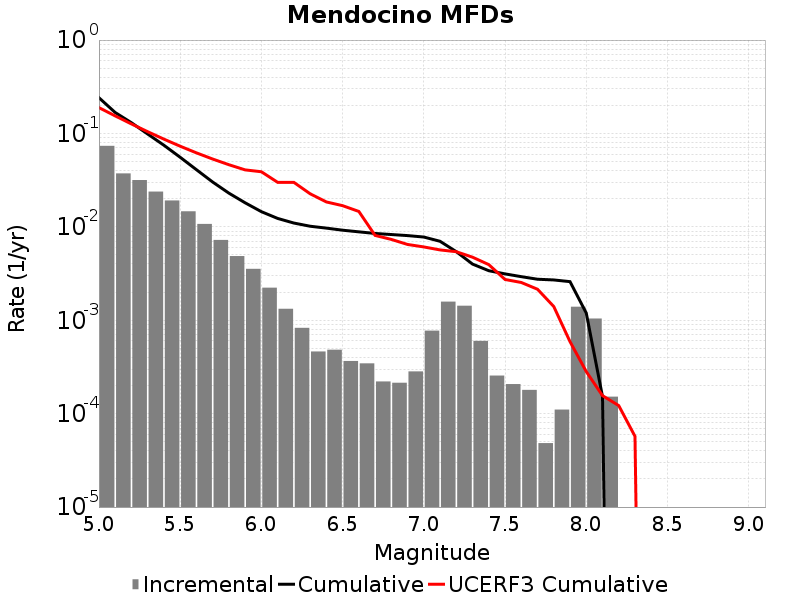 Mendocino MFDs
10^0
10^-1
10^-2
10^-3
10^-4
10^-5
Rate (1/yr)
5.0 5.5 6.0 6.5 7.0 7.5 8.0 8.5 9.0
Magnitude
Incremental Cumulative UCERF3 Cumulative